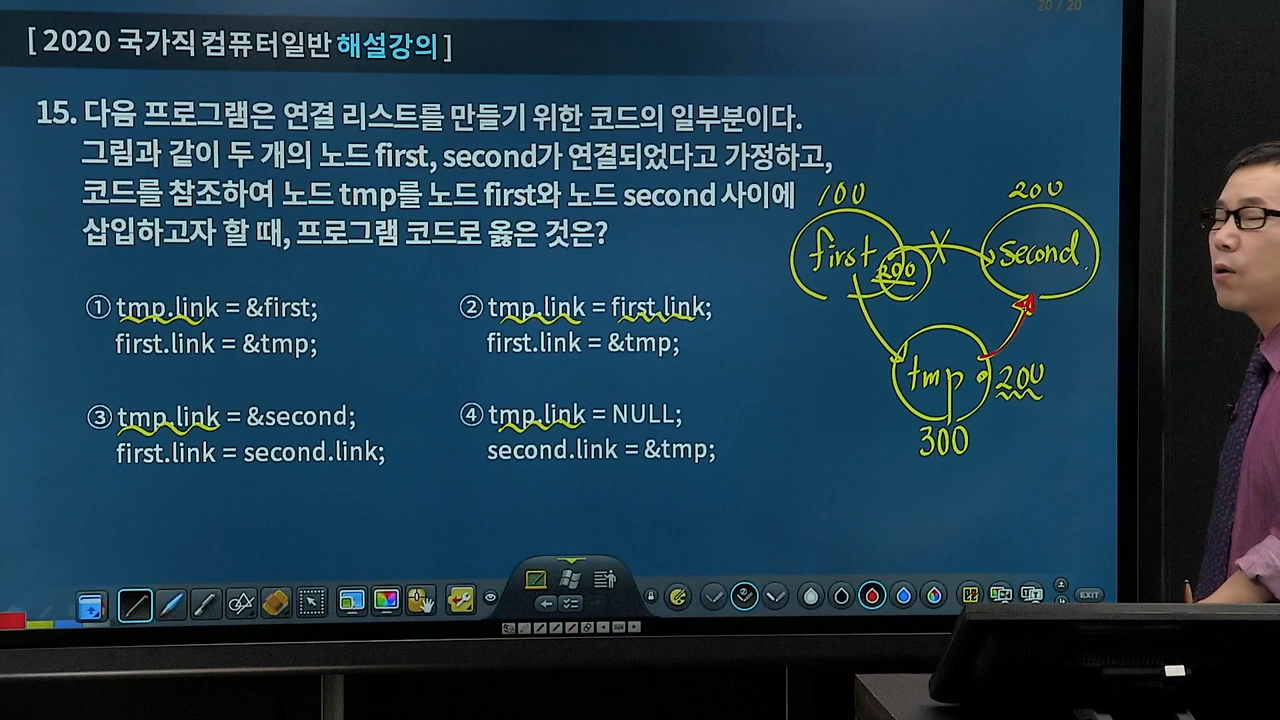 20 / 20
[ 2020 국가직 컴퓨터일반 해설강의 ]
15. 다음 프로그램은 연결 리스트를 만들기 위한 코드의 일부분이다.
그림과 같이 두 개의 노드 first, second가 연결되었다고 가정하고,
코드를 참조하여 노드 tmp를 노드 first와 노드 second 사이에
삽입하고자 할 때, 프로그램 코드로 옳은 것은?
① tmp.link = &first;
first.link = &tmp;
② tmp.link = first.link;
first.link = &tmp;
③ tmp.link = &second;
first.link = second.link;
④ tmp.link = NULL;
second.link = &tmp;
100
200
first
200
second
tmp
200
300
EXIT